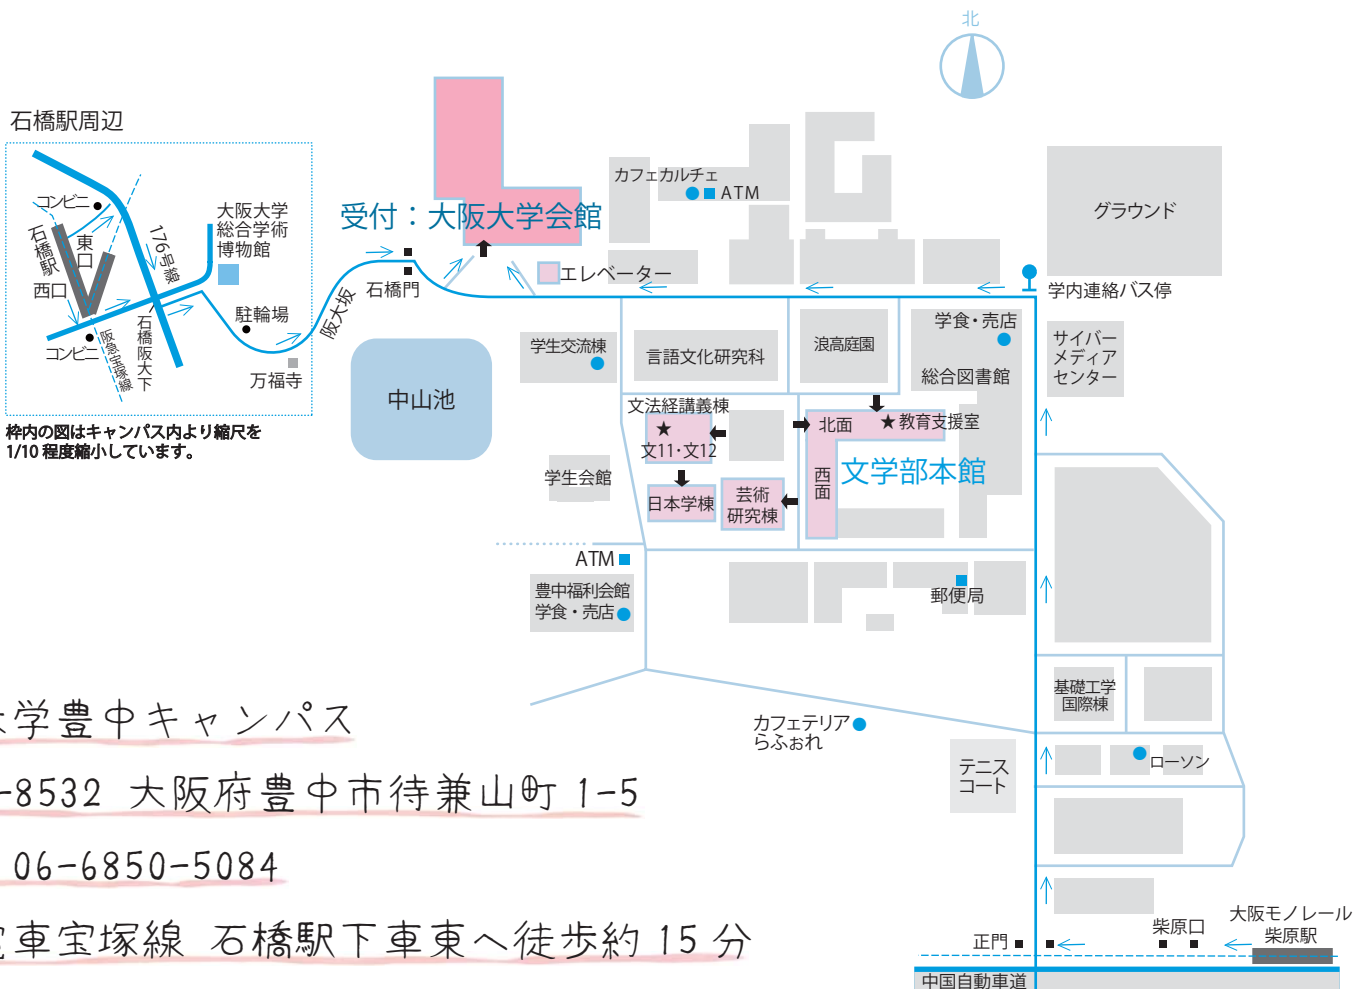 北
石橋駅周辺
コンビニ
石橋駅
東口
西口
コンビニ
176号線
大阪大学
総合学術
博物館
駐輪場
石橋阪大下
阪急宝塚線
万福寺
枠内の図はキャンパス内より縮尺を
1/10 程度縮小しています。
阪大坂
石橋門
受付：大阪大学会館
エレベーター
カフェカルチェ
ATM
グラウンド
学内連絡バス停
サイバー
メディア
センター
学食・売店
総合図書館
浪高庭園
言語文化研究科
学生交流棟
中山池
文法経講義棟
★
文11・文12
北面
★教育支援室
西面
文学部本館
学生会館
日本学棟
芸術
研究棟
ATM
豊中福利会館
学食・売店
郵便局
基礎工学
国際棟
カフェテリア
らふぉれ
テニス
コート
ローソン
学豊中キャンパス
-8532 大阪府豊中市待兼山町 1-5
06-6850-5084
車宝塚線 石橋駅下車東へ徒歩約 15 分
正門
柴原口
大阪モノレール
柴原駅
中国自動車道